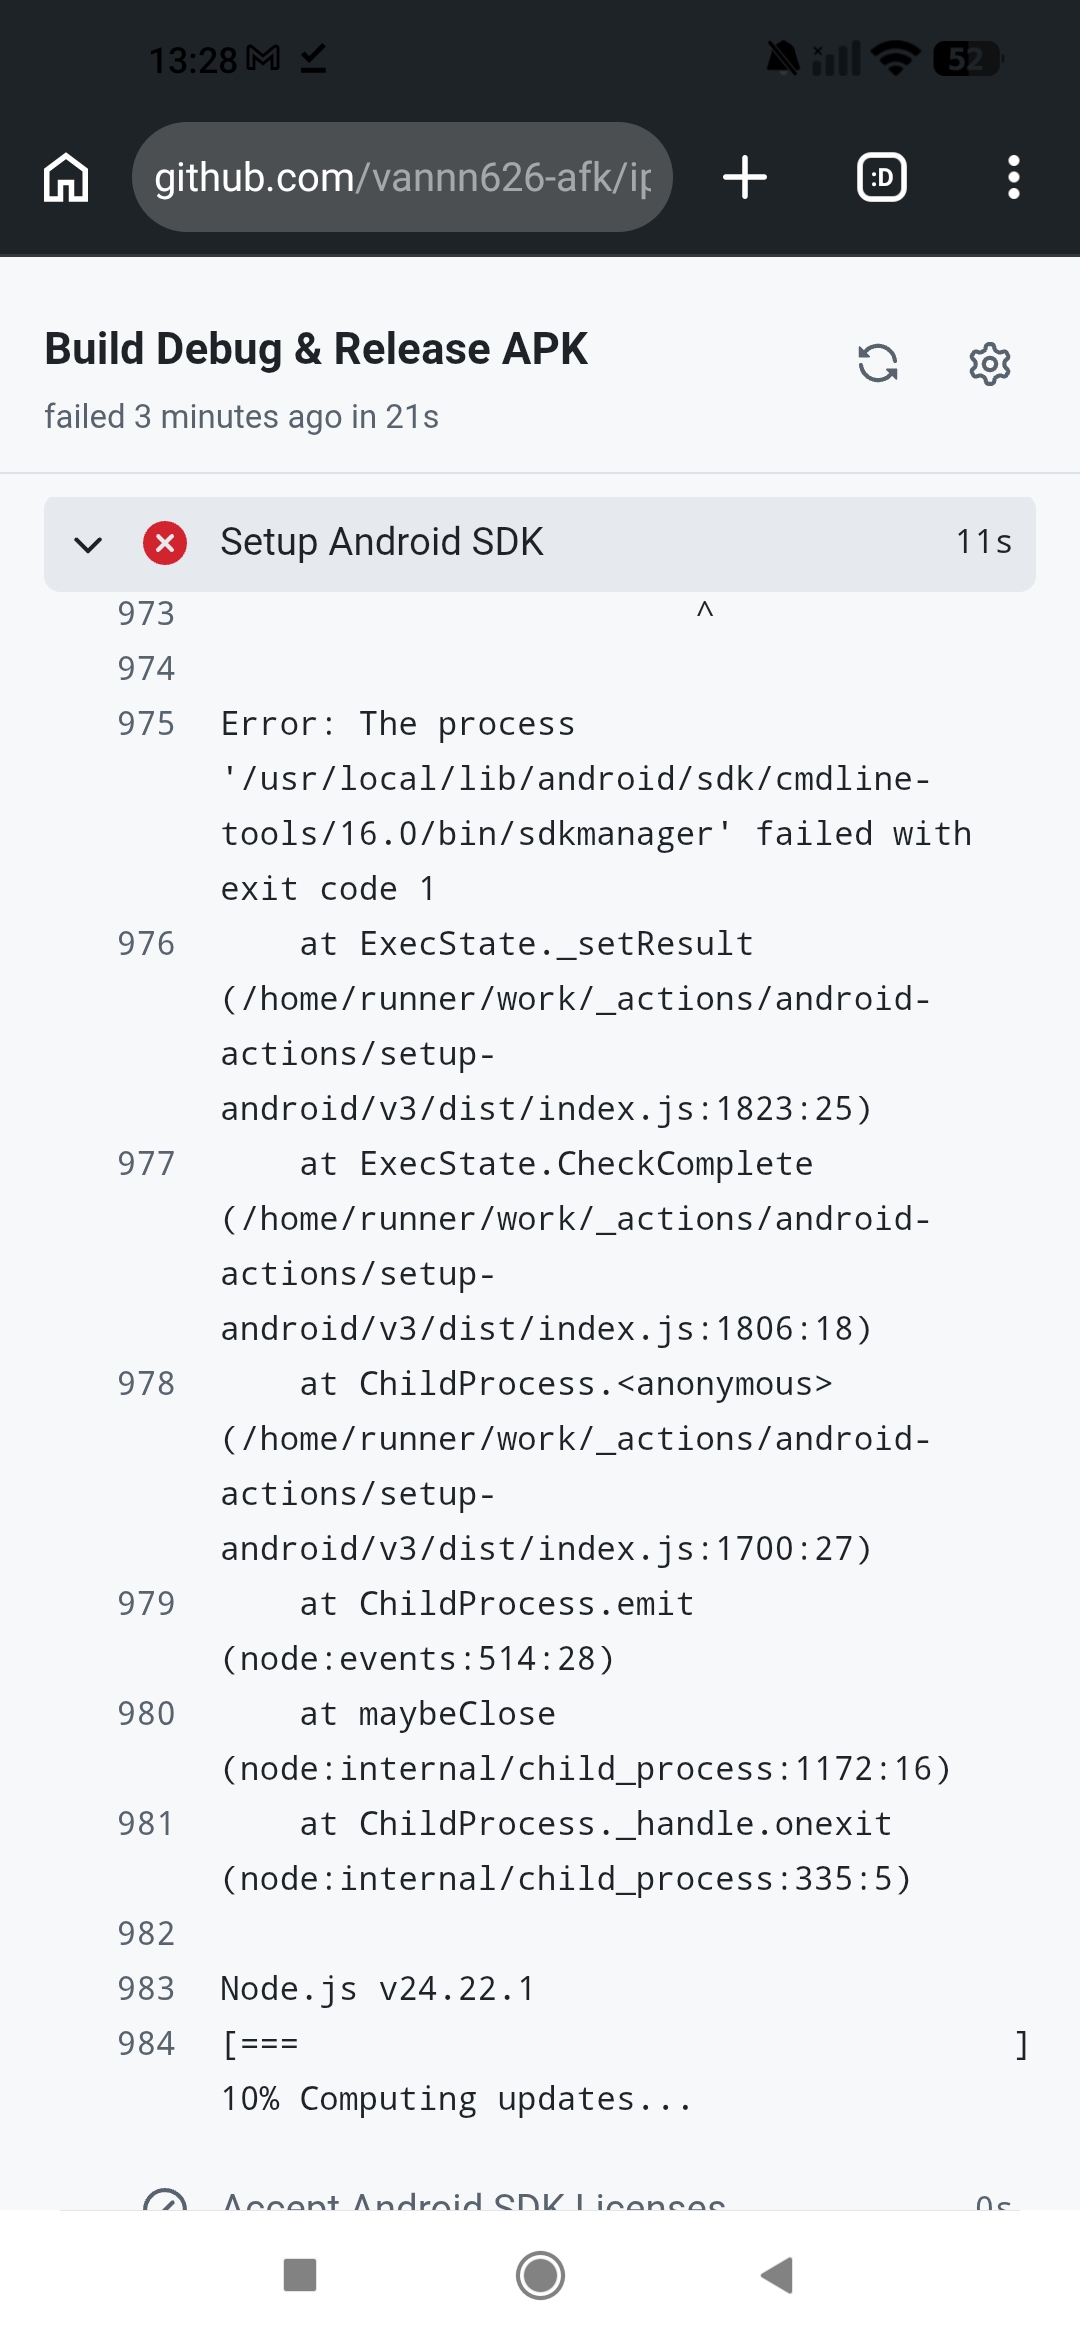 13:28
52
github.com/vannn626-afk/ip
:D
Build Debug & Release APK
failed 3 minutes ago in 21s
Setup Android SDK 11s
973 ^
974
975 Error: The process
'/usr/local/lib/android/sdk/cmdline-
tools/16.0/bin/sdkmanager' failed with
exit code 1
976 at ExecState._setResult
(/home/runner/work/_actions/android-
actions/setup-
android/v3/dist/index.js:1823:25)
977 at ExecState.CheckComplete
(/home/runner/work/_actions/android-
actions/setup-
android/v3/dist/index.js:1806:18)
978 at ChildProcess.<anonymous>
(/home/runner/work/_actions/android-
actions/setup-
android/v3/dist/index.js:1700:27)
979 at ChildProcess.emit
(node:events:514:28)
980 at maybeClose
(node:internal/child_process:1172:16)
981 at ChildProcess._handle.onexit
(node:internal/child_process:335:5)
982
983 Node.js v24.22.1
984 [=== ]
10% Computing updates...
Accept Android SDK Licenses 0s